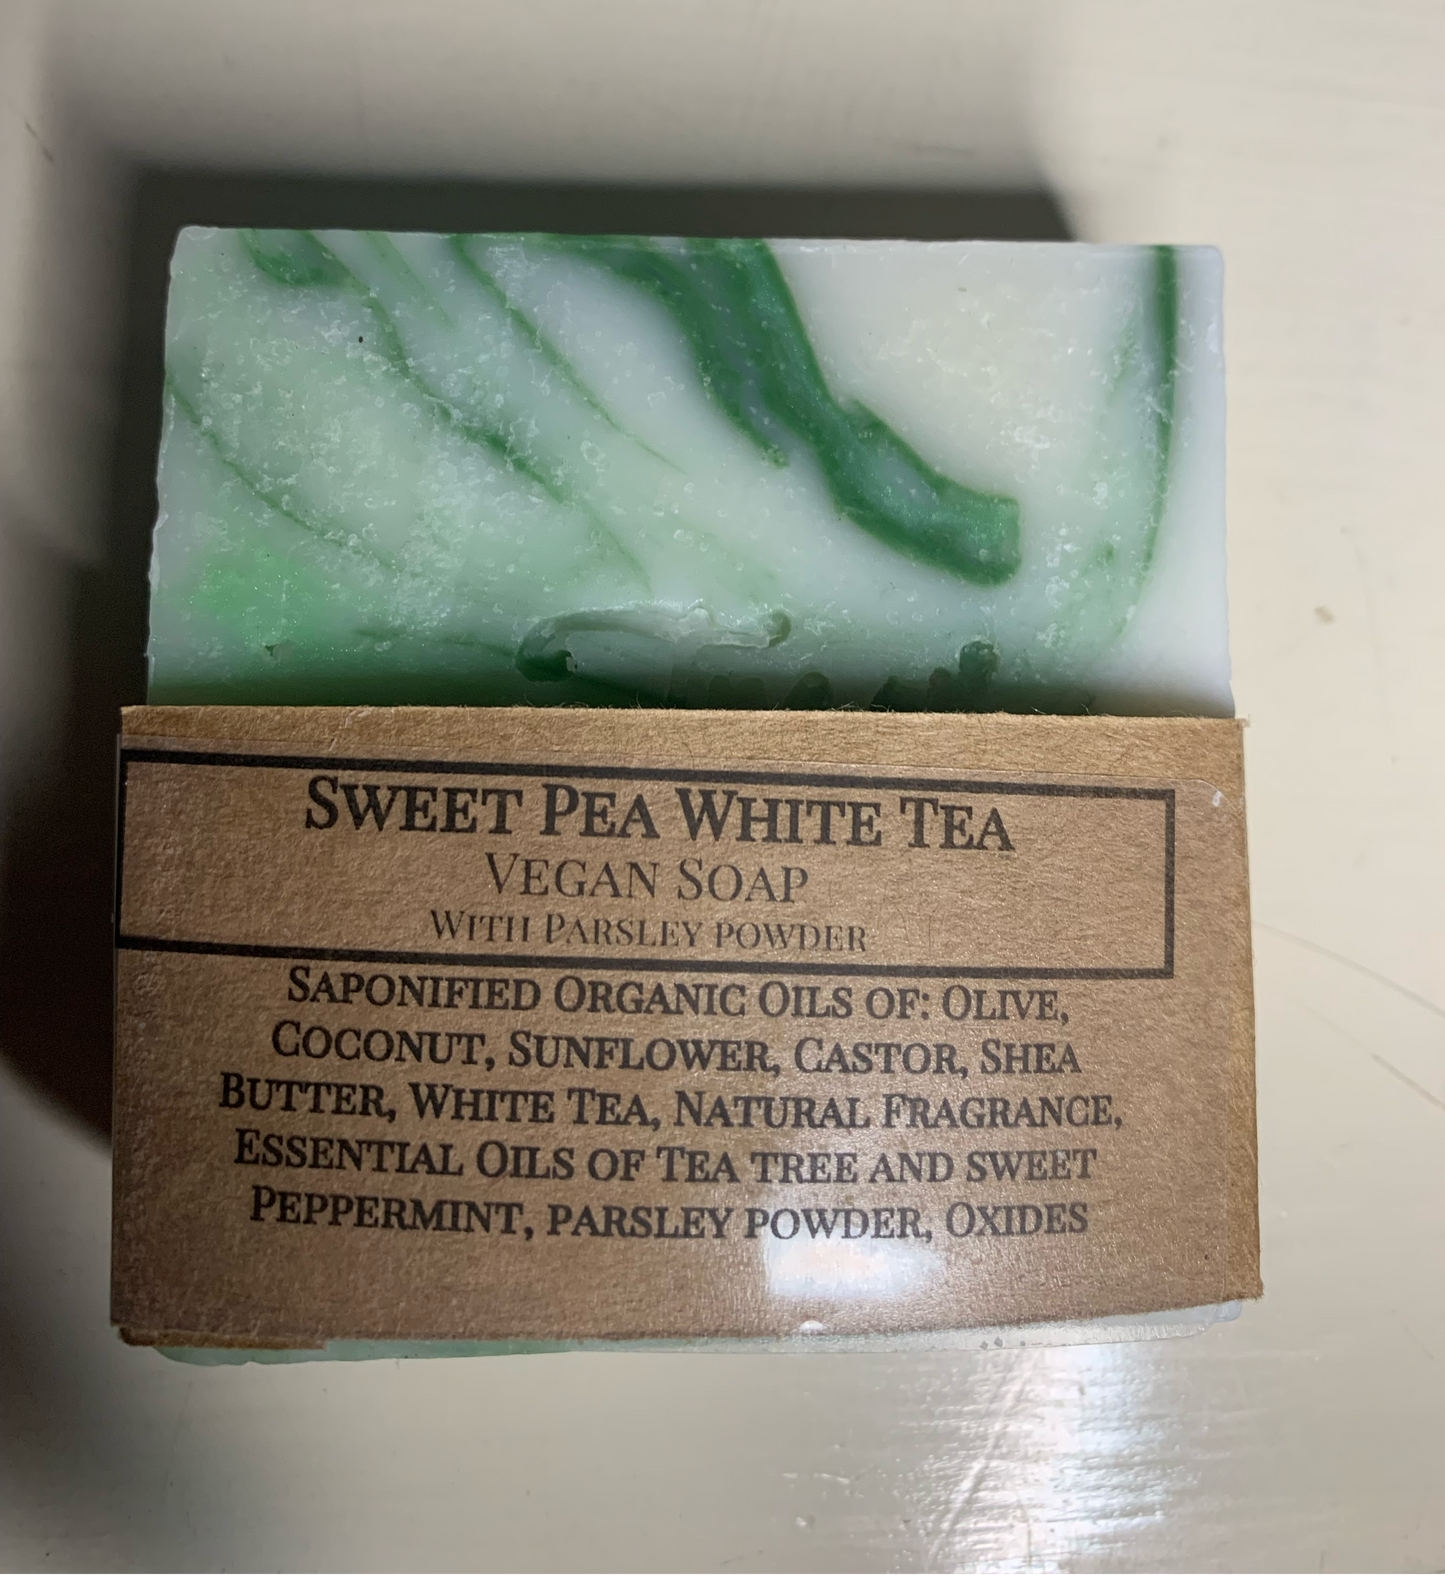 Sweet Pea White Tea
Vegan Soap
With Parsley powder
Saponified Organic Oils of: Olive,
Coconut, Sunflower, Castor, Shea
Butter, White Tea, Natural Fragrance,
Essential Oils of Tea tree and sweet
Peppermint, parsley powder, Oxides